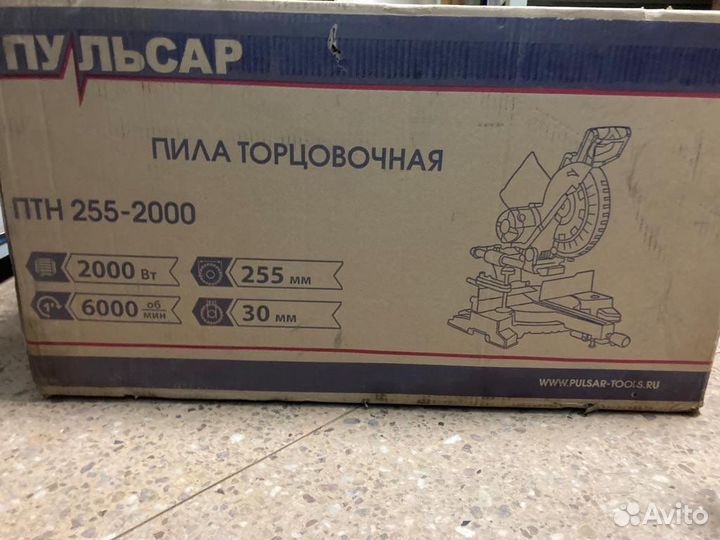 ПУЛЬСАР
ПИЛА ТОРЦОВОЧНАЯ
ПТН 255-2000
2000 Вт
255 мм
6000 об/мин
30 мм
WWW.PULSAR-TOOLS.RU
Avito